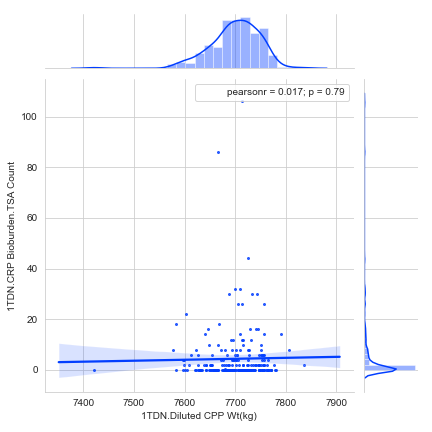 pearsonr = 0.017; p = 0.79
100
80
60
40
20
0
1TDN.CRP Bioburden.TSA Count
7400 7500 7600 7700 7800 7900
1TDN.Diluted CPP Wt(kg)